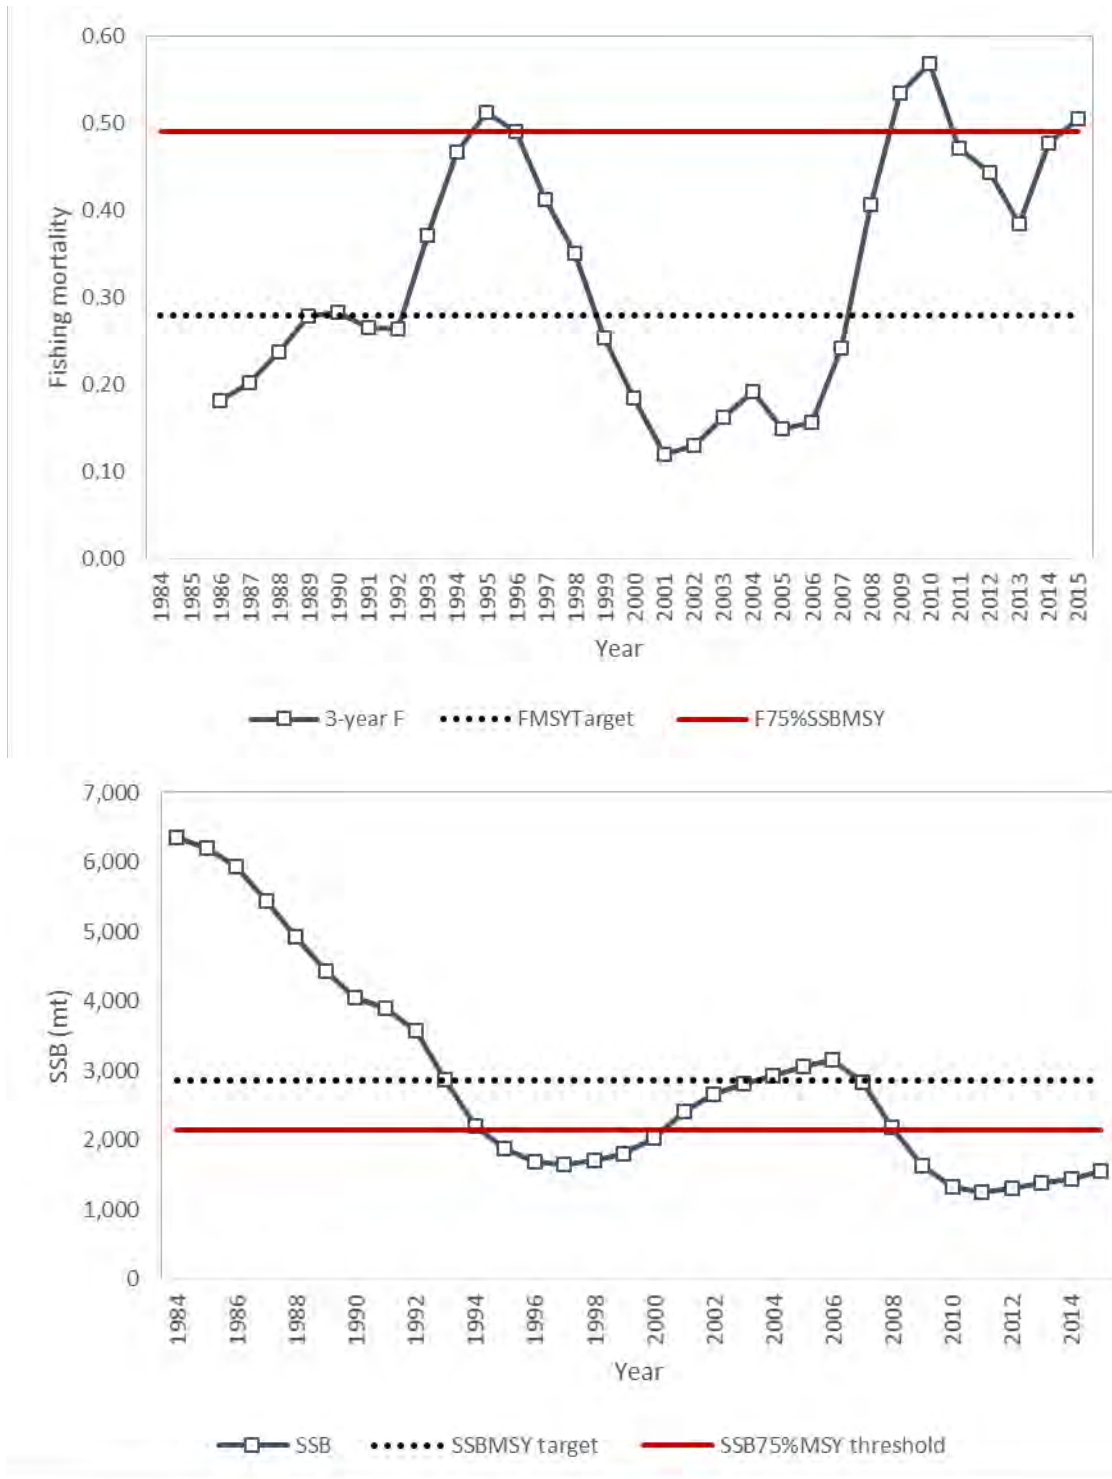 0.60
0.50
0.40
0.30
0.20
0.10
0.00
Fishing mortality
1984 1985 1986 1987 1988 1989 1990 1991 1992 1993 1994 1995 1996 1997 1998 1999 2000 2001 2002 2003 2004 2005 2006 2007 2008 2009 2010 2011 2012 2013 2014 2015
Year
3-year F FMSYTarget F75%SSBMSY
7,000
6,000
5,000
4,000
3,000
2,000
1,000
0
SSB (mt)
1984 1986 1988 1990 1992 1994 1996 1998 2000 2002 2004 2006 2008 2010 2012 2014
Year
SSB SSBMSY target SSB75%MSY threshold